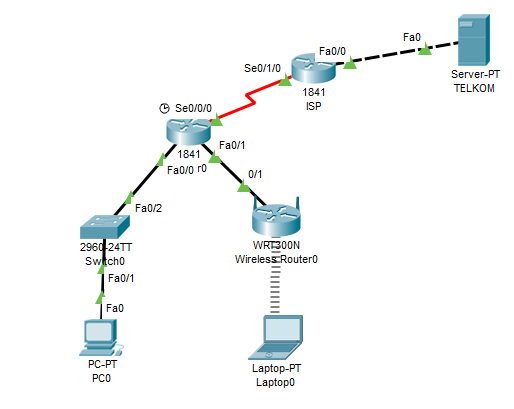 Fa0/0
Fa0
Server-PT
TELKOM
Se0/1/0
1841
ISP
Se0/0/0
1841
Fa0/1
Fa0/0
r0
0/1
Fa0/2
2960-24TT
Switch0
WRT300N
Wireless Router0
Fa0/1
Fa0
PC-PT
PC0
Laptop-PT
Laptop0